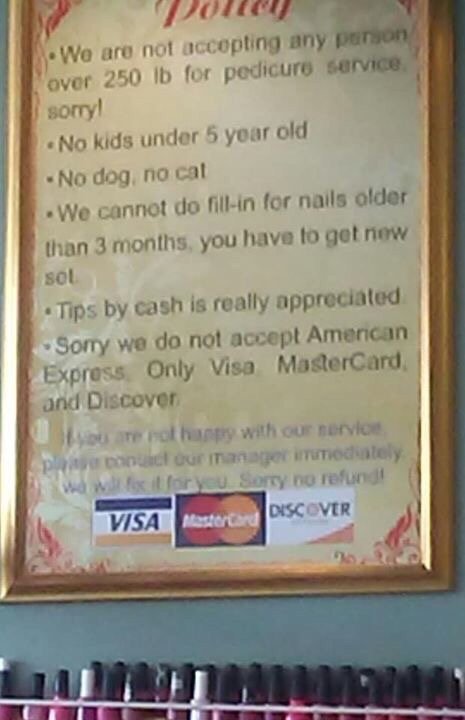 Policy
• We are not accepting any person
over 250 lb for pedicure service,
sorry!
• No kids under 5 year old
• No dog, no cat
• We cannot do fill-in for nails older
than 3 months, you have to get new
set.
• Tips by cash is really appreciated.
• Sorry we do not accept American
Express, Only Visa, MasterCard,
and Discover.
If you are not happy with our service,
please contact our manager immediately,
we will fix it for you. Sorry no refund!
VISA MasterCard DISCOVER